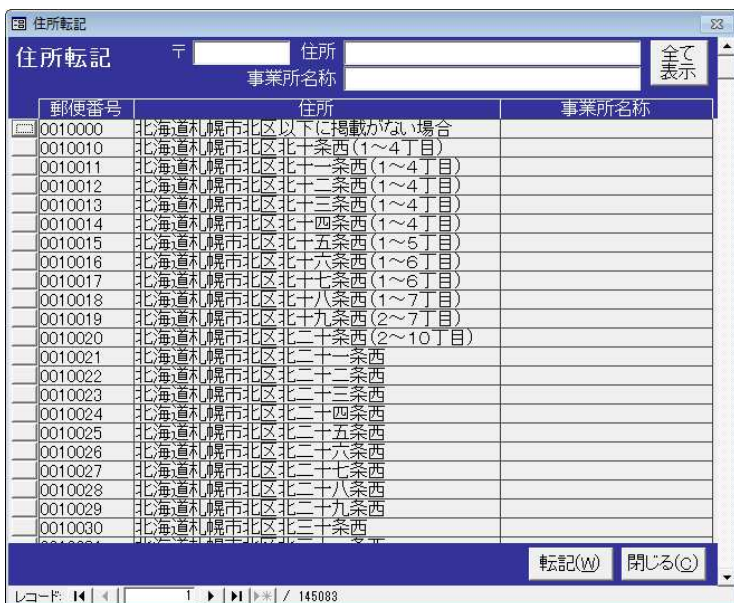 住所転記
住所転記 〒 住所 全て表示
事業所名称
郵便番号 住所 事業所名称
0010000 北海道札幌市北区以下に掲載がない場合
0010010 北海道札幌市北区北十条西(1～4丁目)
0010011 北海道札幌市北区北十一条西(1～4丁目)
0010012 北海道札幌市北区北十二条西(1～4丁目)
0010013 北海道札幌市北区北十三条西(1～4丁目)
0010014 北海道札幌市北区北十四条西(1～4丁目)
0010015 北海道札幌市北区北十五条西(1～5丁目)
0010016 北海道札幌市北区北十六条西(1～6丁目)
0010017 北海道札幌市北区北十七条西(1～6丁目)
0010018 北海道札幌市北区北十八条西(1～7丁目)
0010019 北海道札幌市北区北十九条西(2～7丁目)
0010020 北海道札幌市北区北二十条西(2～10丁目)
0010021 北海道札幌市北区北二十一条西
0010022 北海道札幌市北区北二十二条西
0010023 北海道札幌市北区北二十三条西
0010024 北海道札幌市北区北二十四条西
0010025 北海道札幌市北区北二十五条西
0010026 北海道札幌市北区北二十六条西
0010027 北海道札幌市北区北二十七条西
0010028 北海道札幌市北区北二十八条西
0010029 北海道札幌市北区北二十九条西
0010030 北海道札幌市北区北三十条西
転記(W) 閉じる(C)
レコード: 1 / 145083